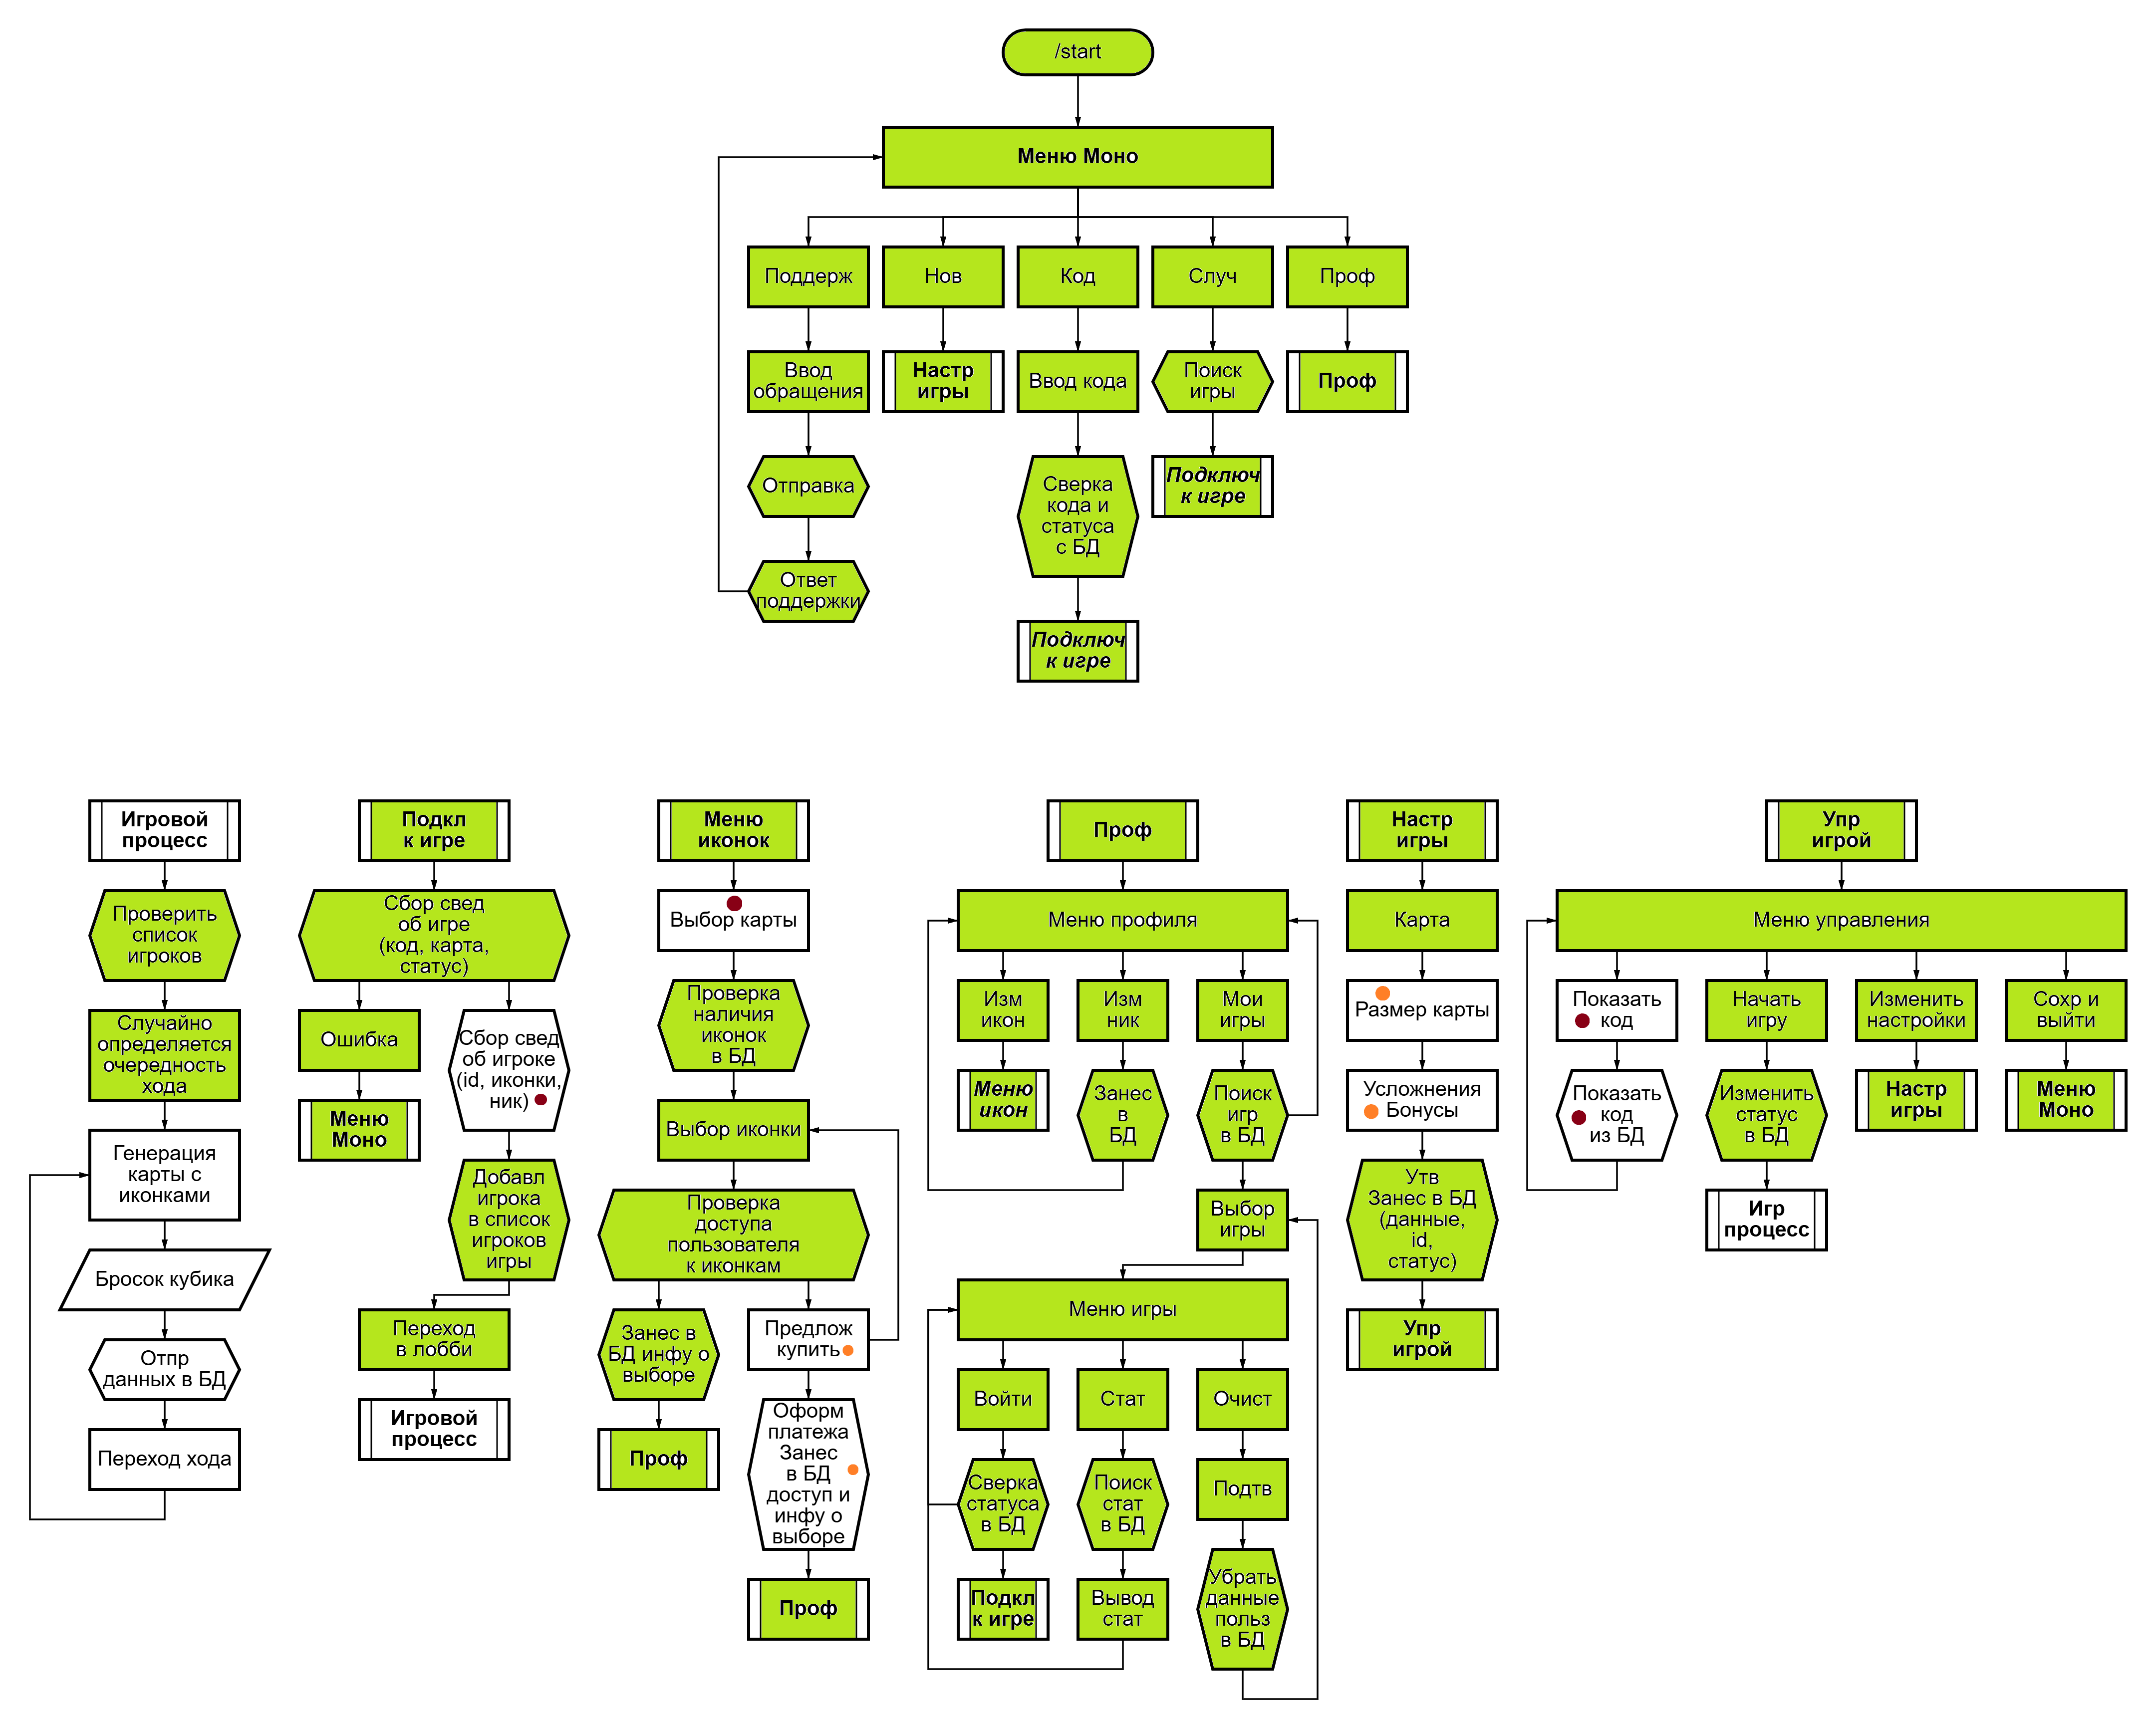 /start
Меню Моно
Поддерж
Нов
Код
Случ
Проф
Ввод
обращения
Настр
игры
Ввод кода
Поиск
игры
Проф
Отправка
Сверка
кода и
статуса
с БД
Подключ
к игре
Ответ
поддержки
Подключ
к игре
Игровой
процесс
Проверить
список
игроков
Случайно
определяется
очередность
хода
Генерация
карты с
иконками
Бросок кубика
Отпр
данных в БД
Переход хода
Подкл
к игре
Сбор свед
об игре
(код, карта,
статус)
Ошибка
Меню
Моно
Сбор свед
об игроке
(id, иконки,
ник)
Добавл
игрока
в список
игроков
игры
Переход
в лобби
Игровой
процесс
Меню
иконок
Выбор карты
Проверка
наличия
иконок
в БД
Выбор иконки
Проверка
доступа
пользователя
к иконкам
Занес в
БД инфу о
выборе
Проф
Предлож
купить
Оформ
платежа
Занес
в БД
доступ и
инфу о
выборе
Проф
Проф
Меню профиля
Изм
икон
Изм
ник
Мои
игры
Меню
икон
Занес
в
БД
Поиск
игр
в БД
Выбор
игры
Меню игры
Войти
Стат
Очист
Сверка
статуса
в БД
Поиск
стат
в БД
Подтв
Подкл
к игре
Вывод
стат
Убрать
данные
польз
в БД
Настр
игры
Карта
Размер карты
Усложнения
Бонусы
Утв
Занес в БД
(данные,
id,
статус)
Упр
игрой
Упр
игрой
Меню управления
Показать
код
Начать
игру
Изменить
настройки
Сохр и
выйти
Показать
код
из БД
Изменить
статус
в БД
Настр
игры
Меню
Моно
Игр
процесс